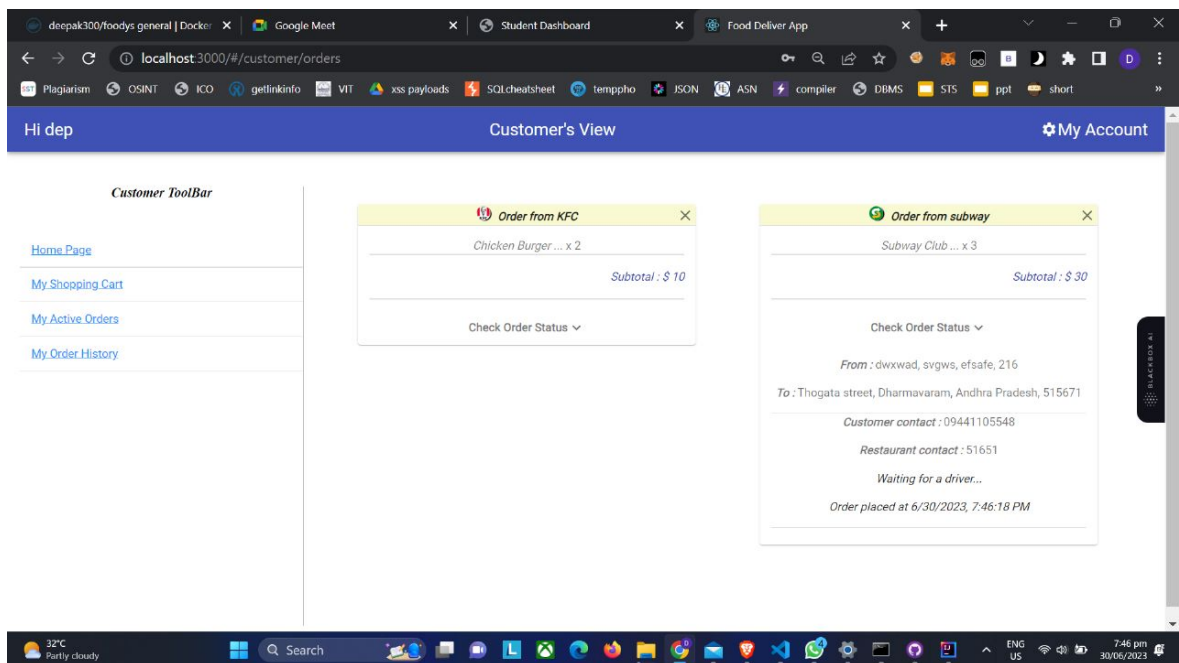 deepak300/foodys general | Docker
Google Meet
Student Dashboard
Food Deliver App
localhost:3000/#/customer/orders
D
SST Plagiarism
OSINT
ICO
getlinkinfo
VIT
xss payloads
SQLcheatsheet
temppho
JSON
ASN
compiler
DBMS
STS
ppt
short
»
Hi dep
Customer's View
My Account
Customer ToolBar
Home Page
My Shopping Cart
My Active Orders
My Order History
Order from KFC
Chicken Burger ... x 2
Subtotal : $ 10
Check Order Status
Order from subway
Subway Club ... x 3
Subtotal : $ 30
Check Order Status
From : dwxwad, svgws, efsafe, 216
To : Thogata street, Dharmavaram, Andhra Pradesh, 515671
Customer contact : 09441105548
Restaurant contact : 51651
Waiting for a driver...
Order placed at 6/30/2023, 7:46:18 PM
BLACKBOX AI
32°C
Partly cloudy
Search
ENG
US
7:46 pm
30/06/2023